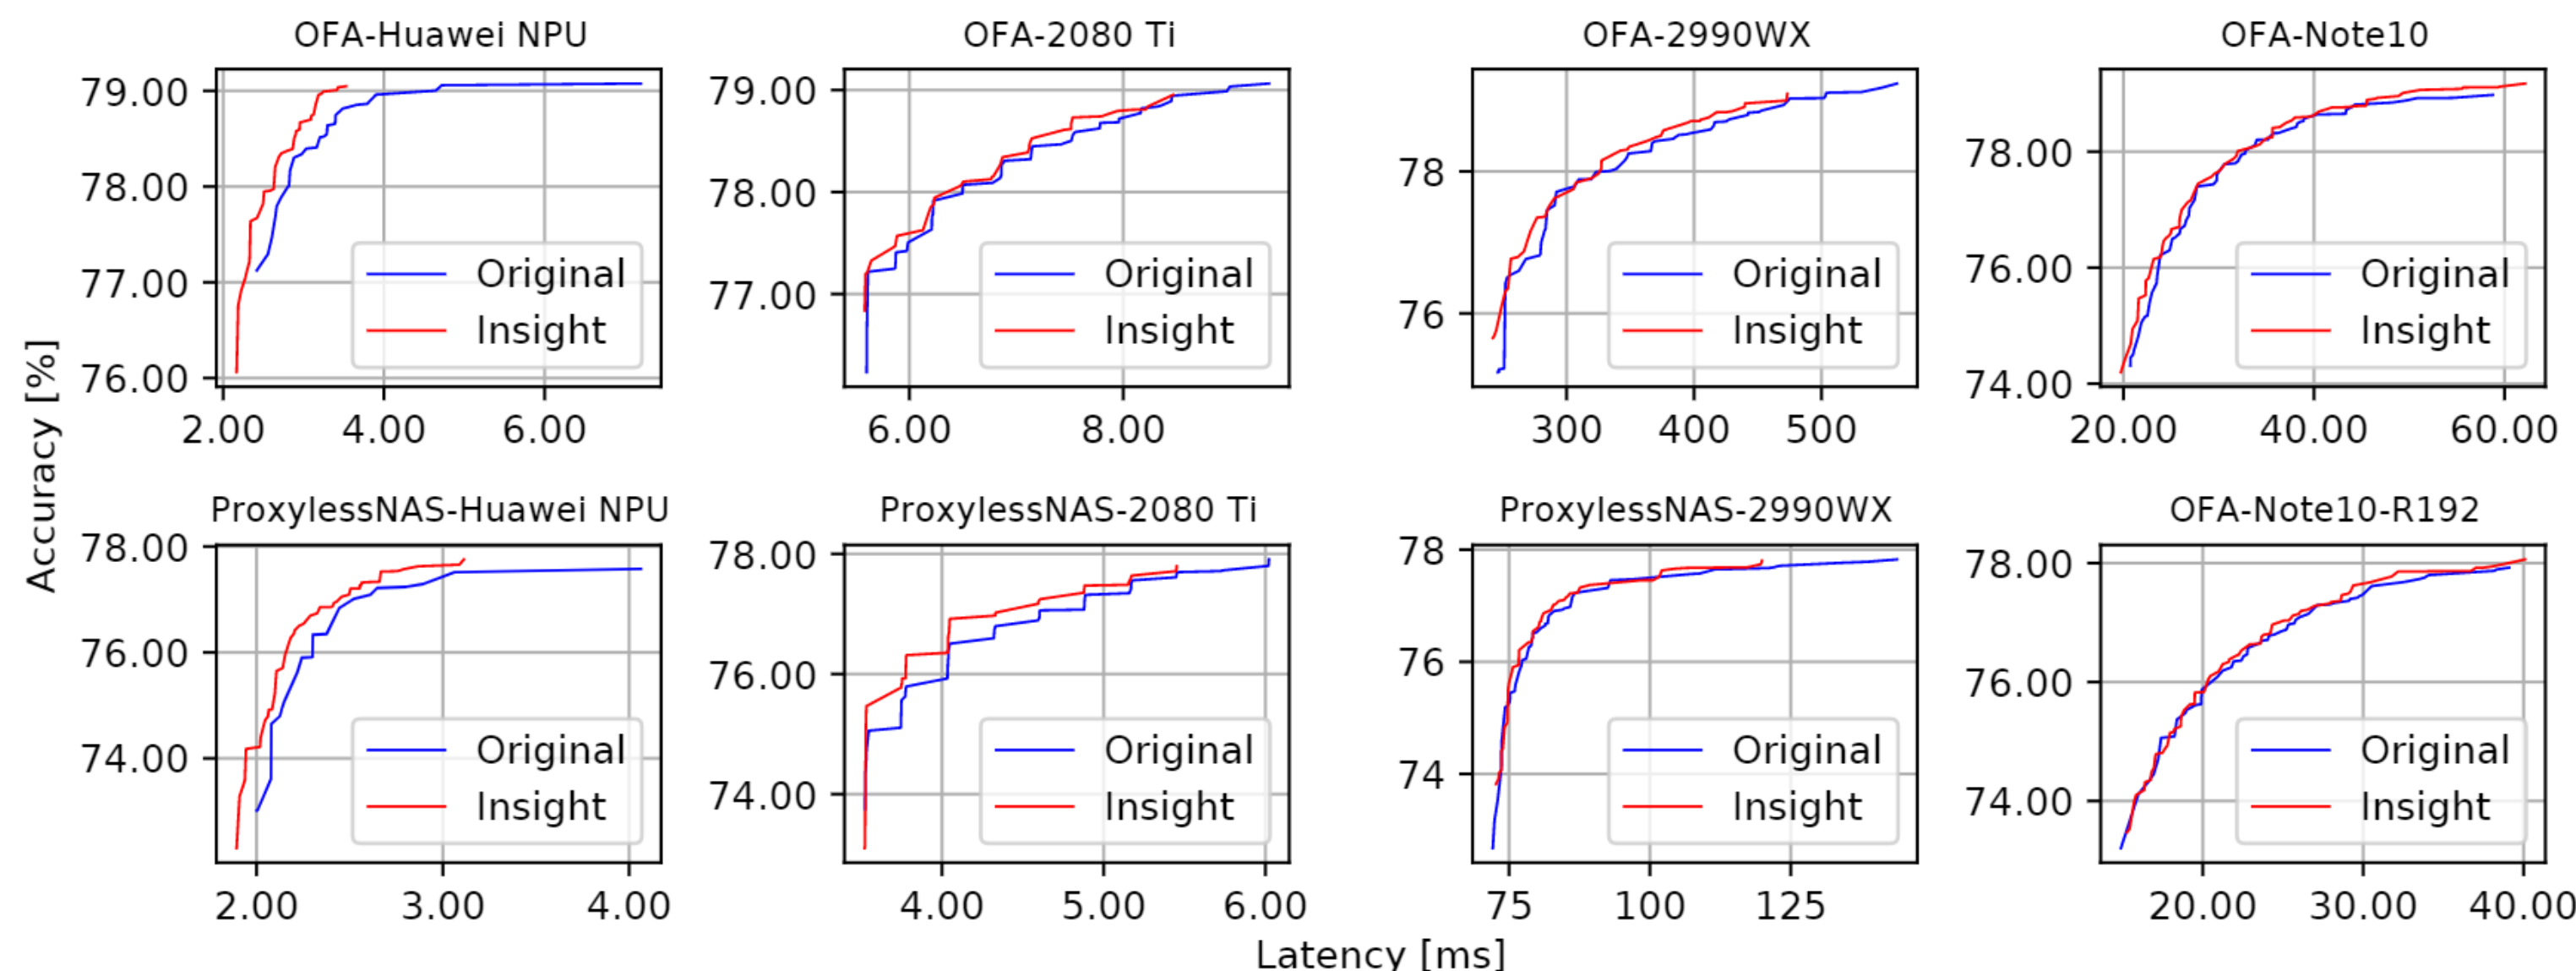 OFA-Huawei NPU
79.00
78.00
77.00
76.00
2.00 4.00 6.00
Original
Insight
OFA-2080 Ti
79.00
78.00
77.00
6.00 8.00
Original
Insight
OFA-2990WX
78
76
300 400 500
Original
Insight
OFA-Note10
78.00
76.00
74.00
20.00 40.00 60.00
Original
Insight
Accuracy [%]
ProxylessNAS-Huawei NPU
78.00
76.00
74.00
2.00 3.00 4.00
Original
Insight
ProxylessNAS-2080 Ti
78.00
76.00
74.00
4.00 5.00 6.00
Original
Insight
ProxylessNAS-2990WX
78
76
74
75 100 125
Original
Insight
OFA-Note10-R192
78.00
76.00
74.00
20.00 30.00 40.00
Original
Insight
Latency [ms]